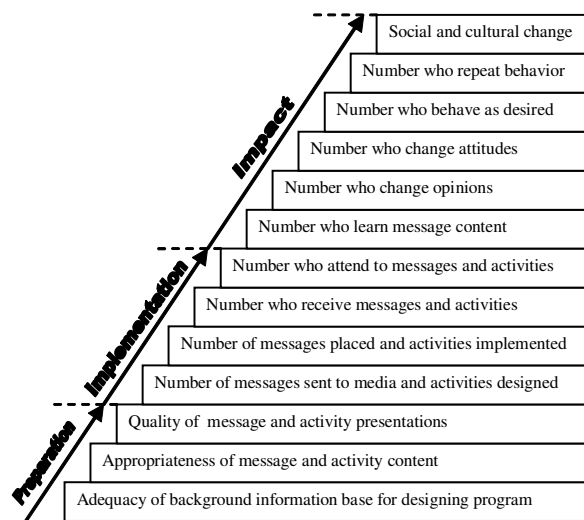 Social and cultural change
Number who repeat behavior
Number who behave as desired
Number who change attitudes
Number who change opinions
Number who learn message content
Number who attend to messages and activities
Number who receive messages and activities
Number of messages placed and activities implemented
Number of messages sent to media and activities designed
Quality of message and activity presentations
Appropriateness of message and activity content
Adequacy of background information base for designing program
Impact
Implementation
Preparation